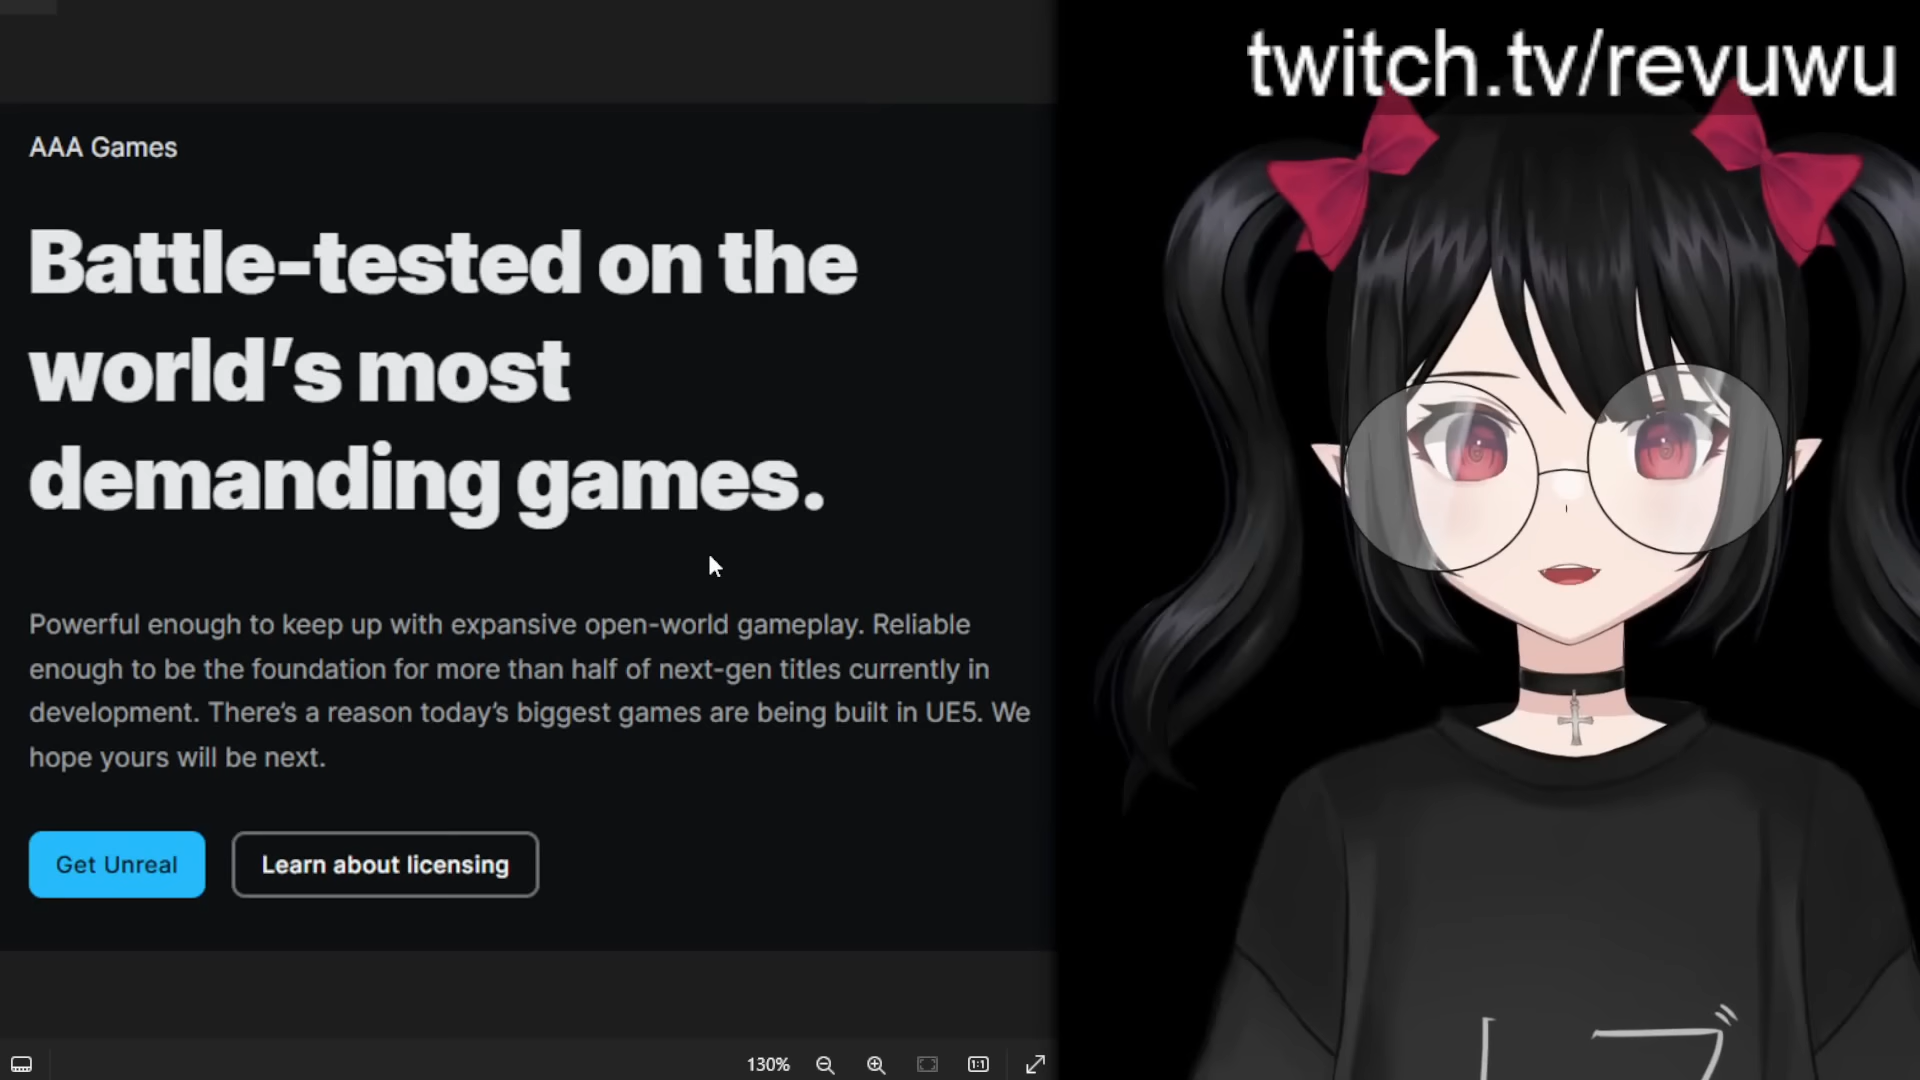 twitch.tv/revuwu
AAA Games
Battle-tested on the
world’s most
demanding games.
Powerful enough to keep up with expansive open-world gameplay. Reliable
enough to be the foundation for more than half of next-gen titles currently in
development. There’s a reason today’s biggest games are being built in UE5. We
hope yours will be next.
Get Unreal
Learn about licensing
130%
1:1